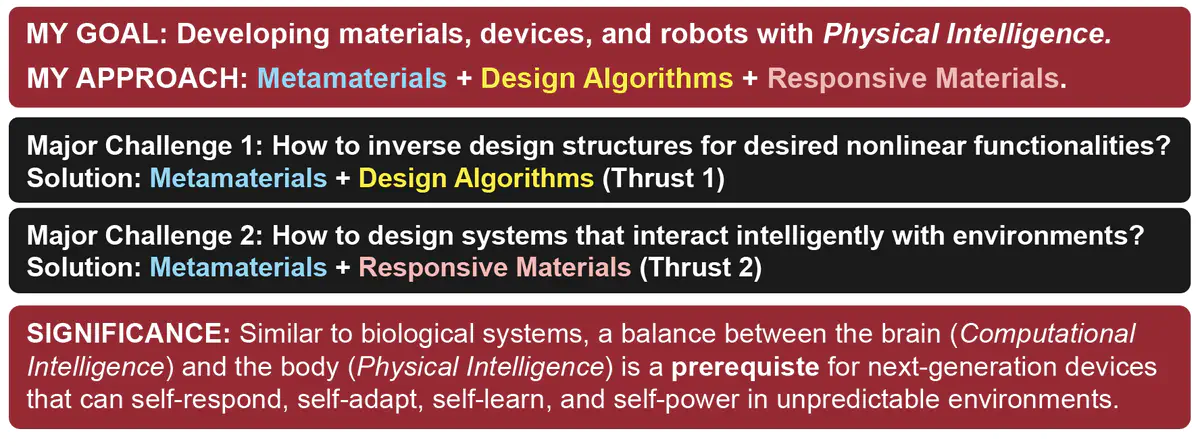 MY GOAL: Developing materials, devices, and robots with Physical Intelligence.
MY APPROACH: Metamaterials + Design Algorithms + Responsive Materials.
Major Challenge 1: How to inverse design structures for desired nonlinear functionalities?
Solution: Metamaterials + Design Algorithms (Thrust 1)
Major Challenge 2: How to design systems that interact intelligently with environments?
Solution: Metamaterials + Responsive Materials (Thrust 2)
SIGNIFICANCE: Similar to biological systems, a balance between the brain (Computational
Intelligence) and the body (Physical Intelligence) is a prerequiste for next-generation devices
that can self-respond, self-adapt, self-learn, and self-power in unpredictable environments.